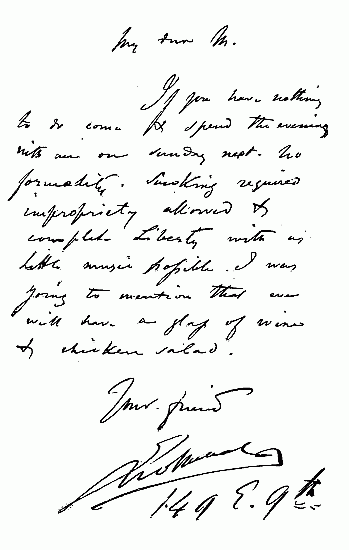 My dear M.
If you have nothing
to do come & spend the evening
with me on Sunday next. No
formality. Smoking required
impropriety allowed &
complete Liberty with as
little music possible. I was
going to mention that we
will have a glass of wine
& chicken salad.
Your friend
149 E. 9th